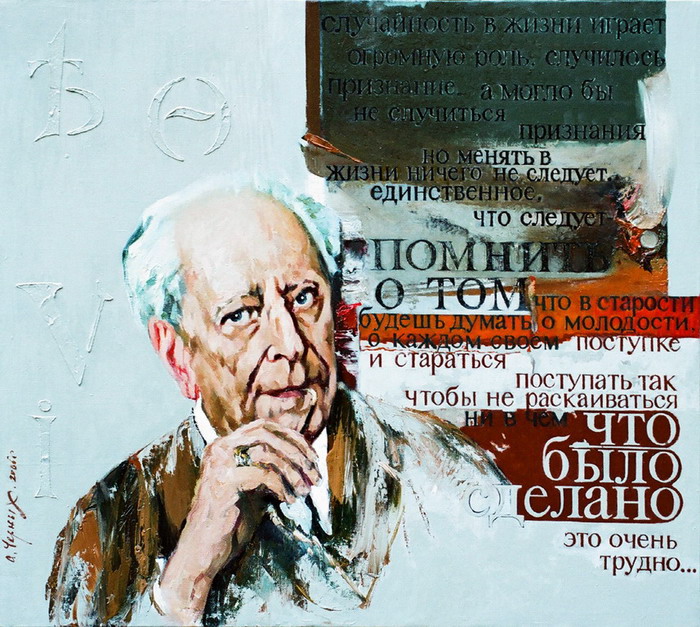 Ѣ Ѳ
Ѵ
і
случайность в жизни играет
огромную роль, случилось
признание... а могло бы
не случиться
признания
но менять в
жизни ничего не следует,
единственное,
что следует
ПОМНИТЬ
О ТОМ что в старости
будешь думать о молодости,
о каждом своем поступке
и стараться
поступать так
чтобы не раскаиваться
ни в чем ЧТО
БЫЛО
СДЕЛАНО
это очень
трудно...